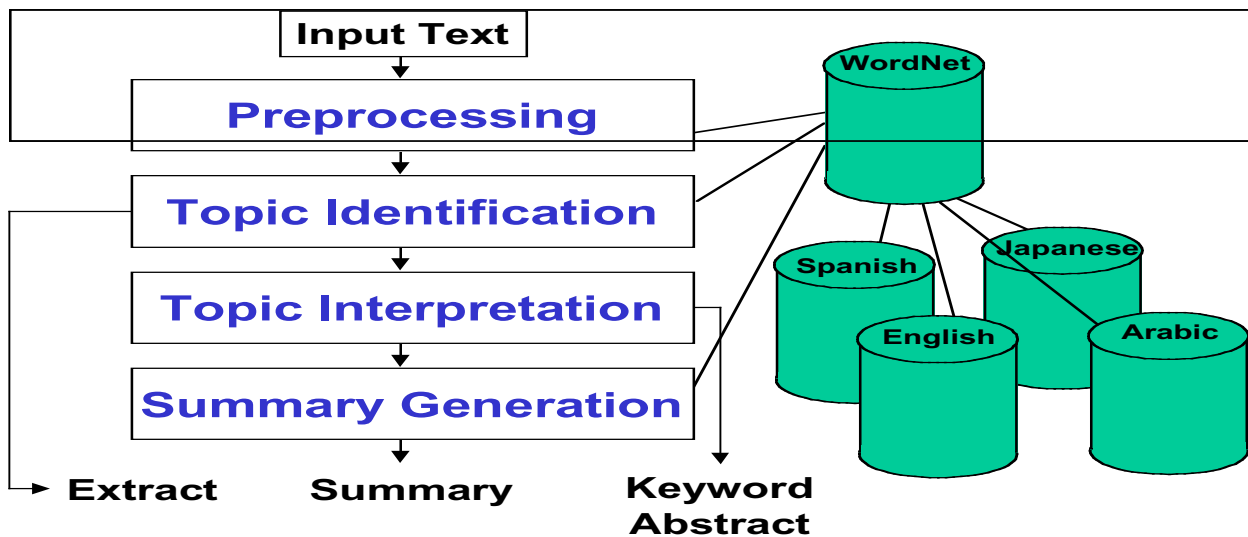 Input Text
WordNet
Preprocessing
Topic Identification
Japanese
Spanish
Topic Interpretation
English
Arabic
Summary Generation
Extract
Summary
Keyword
Abstract